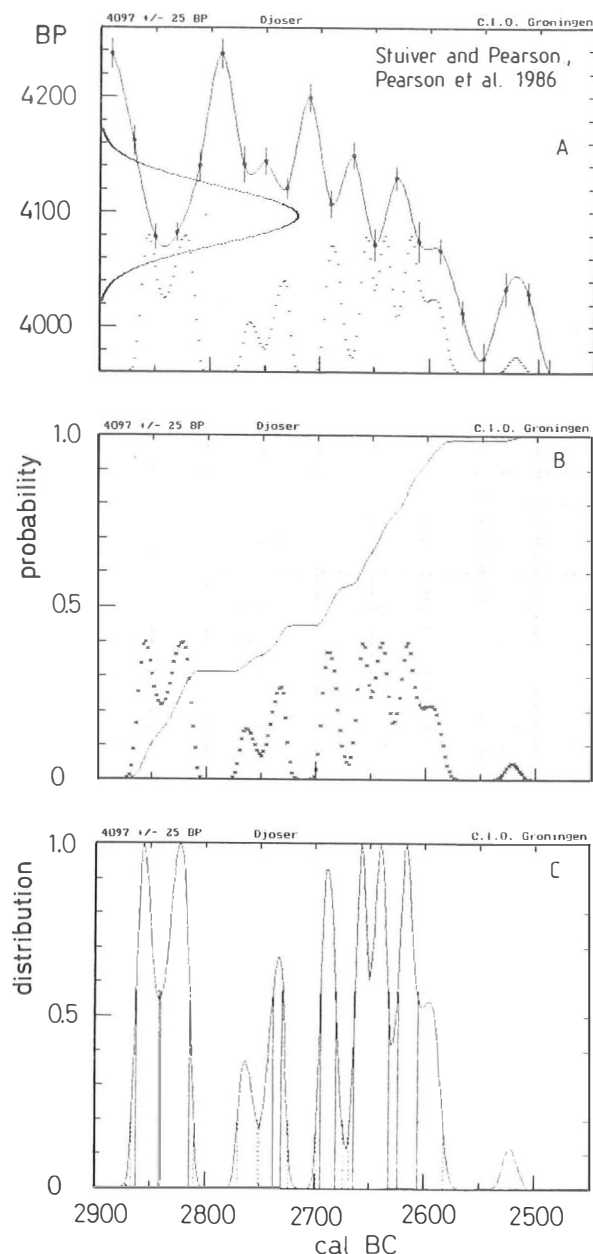 4097 +/- 25 BP Djoser C.I.O. Groningen
BP
Stuiver and Pearson,
Pearson et al. 1986
4200
A
4100
4000
4097 +/- 25 BP Djoser C.I.O. Groningen
1.0
B
probability
0.5
0
4097 +/- 25 BP Djoser C.I.O. Groningen
1.0
C
distribution
0.5
0
2900 2800 2700 2600 2500
cal BC